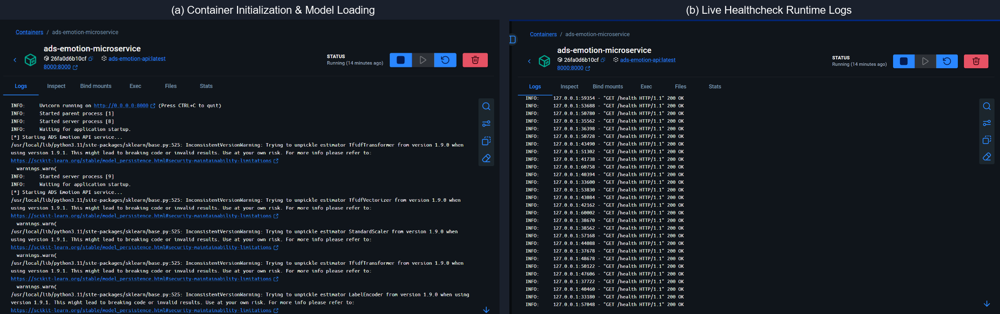 (a) Container Initialization & Model Loading
Containers / ads-emotion-microservice
ads-emotion-microservice
26fa0d6b10cf ads-emotion-api:latest
8000:8000
STATUS
Running (14 minutes ago)
Logs Inspect Bind mounts Exec Files Stats
INFO: Uvicorn running on http://0.0.0.0:8000 (Press CTRL+C to quit)
INFO: Started parent process [1]
INFO: Started server process [8]
INFO: Waiting for application startup.
[*] Starting ADS Emotion API service...
/usr/local/lib/python3.11/site-packages/sklearn/base.py:525: InconsistentVersionWarning: Trying to unpickle estimator TfidfTransformer from version 1.9.0 when
using version 1.9.1. This might lead to breaking code or invalid results. Use at your own risk. For more info please refer to:
https://scikit-learn.org/stable/model_persistence.html#security-maintainability-limitations
warnings.warn(
INFO: Started server process [9]
INFO: Waiting for application startup.
[*] Starting ADS Emotion API service...
/usr/local/lib/python3.11/site-packages/sklearn/base.py:525: InconsistentVersionWarning: Trying to unpickle estimator TfidfVectorizer from version 1.9.0 when
using version 1.9.1. This might lead to breaking code or invalid results. Use at your own risk. For more info please refer to:
https://scikit-learn.org/stable/model_persistence.html#security-maintainability-limitations
warnings.warn(
/usr/local/lib/python3.11/site-packages/sklearn/base.py:525: InconsistentVersionWarning: Trying to unpickle estimator StandardScaler from version 1.9.0 when
using version 1.9.1. This might lead to breaking code or invalid results. Use at your own risk. For more info please refer to:
https://scikit-learn.org/stable/model_persistence.html#security-maintainability-limitations
warnings.warn(
/usr/local/lib/python3.11/site-packages/sklearn/base.py:525: InconsistentVersionWarning: Trying to unpickle estimator TfidfTransformer from version 1.9.0 when
using version 1.9.1. This might lead to breaking code or invalid results. Use at your own risk. For more info please refer to:
https://scikit-learn.org/stable/model_persistence.html#security-maintainability-limitations
warnings.warn(
/usr/local/lib/python3.11/site-packages/sklearn/base.py:525: InconsistentVersionWarning: Trying to unpickle estimator LabelEncoder from version 1.9.0 when using
version 1.9.1. This might lead to breaking code or invalid results. Use at your own risk. For more info please refer to:
https://scikit-learn.org/stable/model_persistence.html#security-maintainability-limitations
(b) Live Healthcheck Runtime Logs
Containers / ads-emotion-microservice
ads-emotion-microservice
26fa0d6b10cf ads-emotion-api:latest
8000:8000
STATUS
Running (14 minutes ago)
Logs Inspect Bind mounts Exec Files Stats
INFO: 127.0.0.1:59354 - "GET /health HTTP/1.1" 200 OK
INFO: 127.0.0.1:53688 - "GET /health HTTP/1.1" 200 OK
INFO: 127.0.0.1:50780 - "GET /health HTTP/1.1" 200 OK
INFO: 127.0.0.1:35562 - "GET /health HTTP/1.1" 200 OK
INFO: 127.0.0.1:36398 - "GET /health HTTP/1.1" 200 OK
INFO: 127.0.0.1:50728 - "GET /health HTTP/1.1" 200 OK
INFO: 127.0.0.1:43490 - "GET /health HTTP/1.1" 200 OK
INFO: 127.0.0.1:51302 - "GET /health HTTP/1.1" 200 OK
INFO: 127.0.0.1:41738 - "GET /health HTTP/1.1" 200 OK
INFO: 127.0.0.1:60758 - "GET /health HTTP/1.1" 200 OK
INFO: 127.0.0.1:40394 - "GET /health HTTP/1.1" 200 OK
INFO: 127.0.0.1:33600 - "GET /health HTTP/1.1" 200 OK
INFO: 127.0.0.1:53830 - "GET /health HTTP/1.1" 200 OK
INFO: 127.0.0.1:43084 - "GET /health HTTP/1.1" 200 OK
INFO: 127.0.0.1:42162 - "GET /health HTTP/1.1" 200 OK
INFO: 127.0.0.1:60002 - "GET /health HTTP/1.1" 200 OK
INFO: 127.0.0.1:38670 - "GET /health HTTP/1.1" 200 OK
INFO: 127.0.0.1:38562 - "GET /health HTTP/1.1" 200 OK
INFO: 127.0.0.1:57168 - "GET /health HTTP/1.1" 200 OK
INFO: 127.0.0.1:44088 - "GET /health HTTP/1.1" 200 OK
INFO: 127.0.0.1:37678 - "GET /health HTTP/1.1" 200 OK
INFO: 127.0.0.1:48678 - "GET /health HTTP/1.1" 200 OK
INFO: 127.0.0.1:50122 - "GET /health HTTP/1.1" 200 OK
INFO: 127.0.0.1:47606 - "GET /health HTTP/1.1" 200 OK
INFO: 127.0.0.1:37722 - "GET /health HTTP/1.1" 200 OK
INFO: 127.0.0.1:40460 - "GET /health HTTP/1.1" 200 OK
INFO: 127.0.0.1:33180 - "GET /health HTTP/1.1" 200 OK
INFO: 127.0.0.1:57048 - "GET /health HTTP/1.1" 200 OK